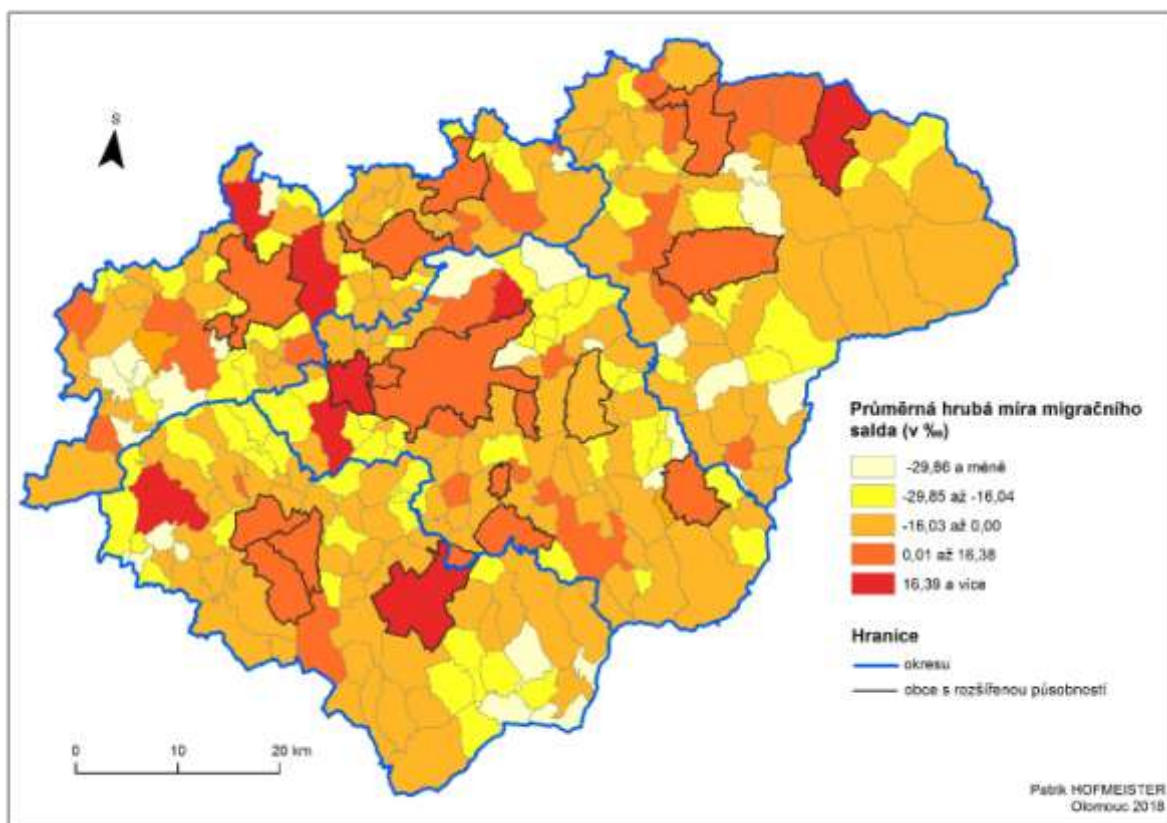 S
Průměrná hrubá míra migračního
salda (v ‰)
-29,86 a méně
-29,85 až -16,04
-16,03 až 0,00
0,01 až 16,38
16,39 a více
Hranice
okresu
obce s rozšířenou působností
0 10 20 km
Patrik HOFMEISTER
Olomouc 2018